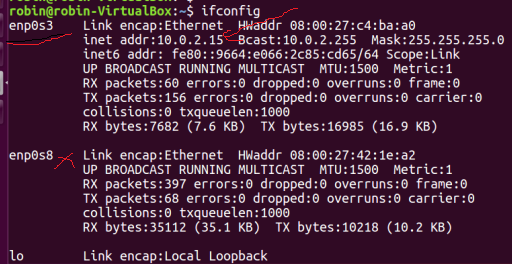 robin@robin-VirtualBox:~$ ifconfig
enp0s3 Link encap:Ethernet HWaddr 08:00:27:c4:ba:a0
inet addr:10.0.2.15 Bcast:10.0.2.255 Mask:255.255.255.0
inet6 addr: fe80::9664:e066:2c85:cd65/64 Scope:Link
UP BROADCAST RUNNING MULTICAST MTU:1500 Metric:1
RX packets:60 errors:0 dropped:0 overruns:0 frame:0
TX packets:156 errors:0 dropped:0 overruns:0 carrier:0
collisions:0 txqueuelen:1000
RX bytes:7682 (7.6 KB) TX bytes:16985 (16.9 KB)
enp0s8 Link encap:Ethernet HWaddr 08:00:27:42:1e:a2
UP BROADCAST RUNNING MULTICAST MTU:1500 Metric:1
RX packets:397 errors:0 dropped:0 overruns:0 frame:0
TX packets:68 errors:0 dropped:0 overruns:0 carrier:0
collisions:0 txqueuelen:1000
RX bytes:35112 (35.1 KB) TX bytes:10218 (10.2 KB)
lo Link encap:Local Loopback